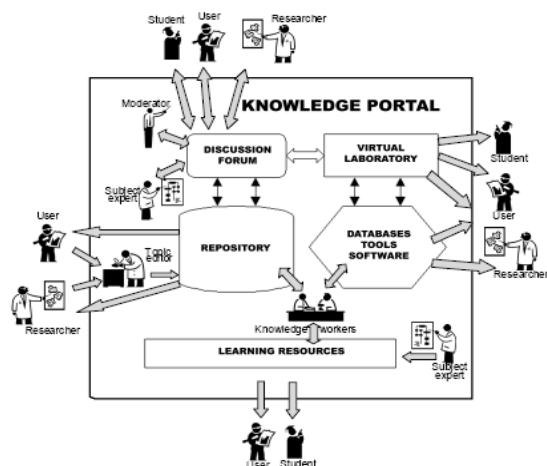 Student
User
Researcher
KNOWLEDGE PORTAL
Moderator
DISCUSSION
FORUM
VIRTUAL
LABORATORY
Student
Subject
expert
User
User
REPOSITORY
DATABASES
TOOLS
SOFTWARE
Topic
editor
Researcher
Researcher
Knowledge workers
LEARNING RESOURCES
Subject
expert
User
Student